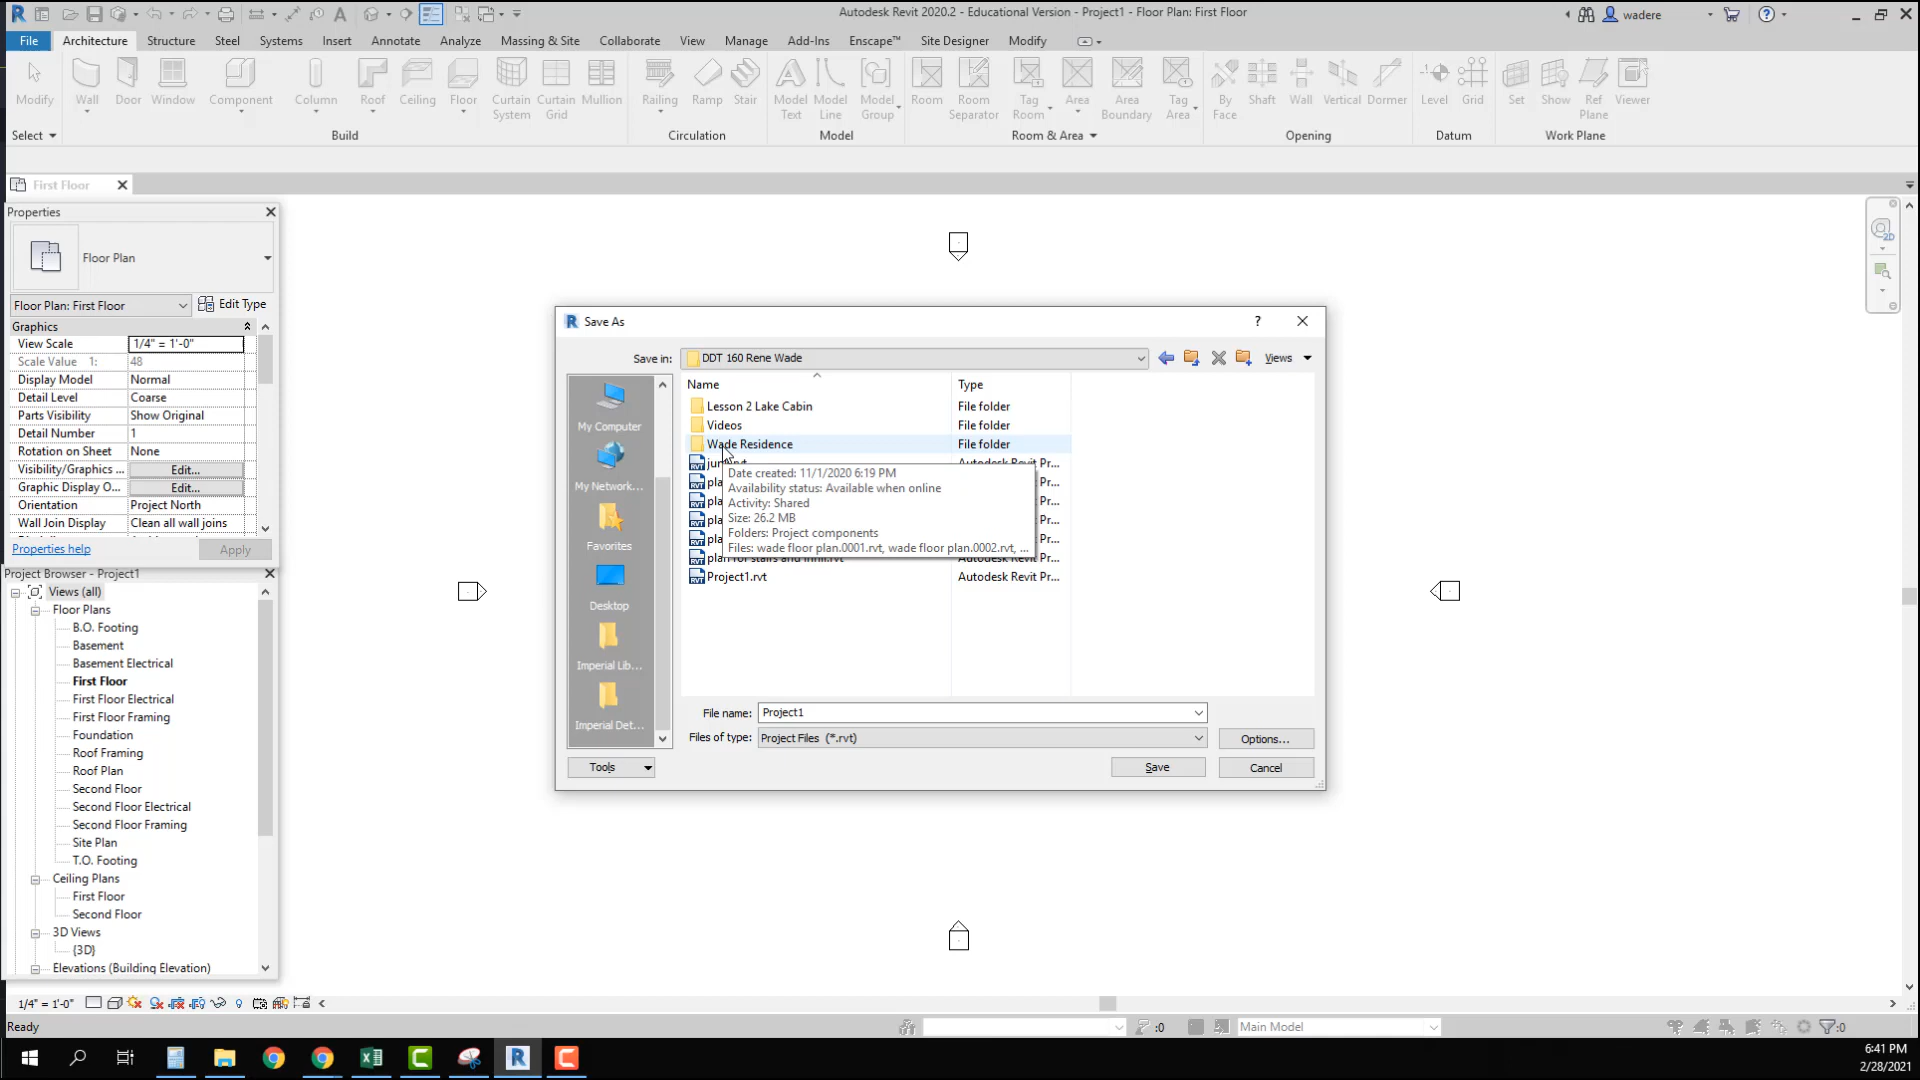 Autodesk Revit 2020.2 - Educational Version - Project1 - Floor Plan: First Floor
wadere
File Architecture Structure Steel Systems Insert Annotate Analyze Massing & Site Collaborate View Manage Add-Ins Enscape™ Site Designer Modify
Modify Wall Door Window Component Column Roof Ceiling Floor Curtain System Curtain Grid Mullion Railing Ramp Stair Model Text Model Line Model Group Room Room Separator Tag Room Area Area Boundary Tag Area By Face Shaft Wall Vertical Dormer Level Grid Set Show Ref Plane Viewer
Select Build Circulation Model Room & Area Opening Datum Work Plane
First Floor
Properties
Floor Plan
Floor Plan: First Floor Edit Type
Graphics
View Scale 1/4" = 1'-0"
Scale Value 1: 48
Display Model Normal
Detail Level Coarse
Parts Visibility Show Original
Detail Number 1
Rotation on Sheet None
Visibility/Graphics ... Edit...
Graphic Display O... Edit...
Orientation Project North
Wall Join Display Clean all wall joins
Properties help Apply
Project Browser - Project1
Views (all)
Floor Plans
B.O. Footing
Basement
Basement Electrical
First Floor
First Floor Electrical
First Floor Framing
Foundation
Roof Framing
Roof Plan
Second Floor
Second Floor Electrical
Second Floor Framing
Site Plan
T.O. Footing
Ceiling Plans
First Floor
Second Floor
3D Views
{3D}
Elevations (Building Elevation)
Save As
Save in: DDT 160 Rene Wade Views
My Computer
My Network...
Favorites
Desktop
Imperial Lib...
Imperial Det...
Name Type
Lesson 2 Lake Cabin File folder
Videos File folder
Wade Residence File folder
Autodesk Revit Pr...
Date created: 11/1/2020 6:19 PM
Availability status: Available when online
Activity: Shared
Size: 26.2 MB
Folders: Project components
Files: wade floor plan.0001.rvt, wade floor plan.0002.rvt, ...
Project1.rvt Autodesk Revit Pr...
File name: Project1
Files of type: Project Files (*.rvt) Options...
Tools Save Cancel
1/4" = 1'-0"
Ready :0 Main Model :0
6:41 PM
2/28/2021